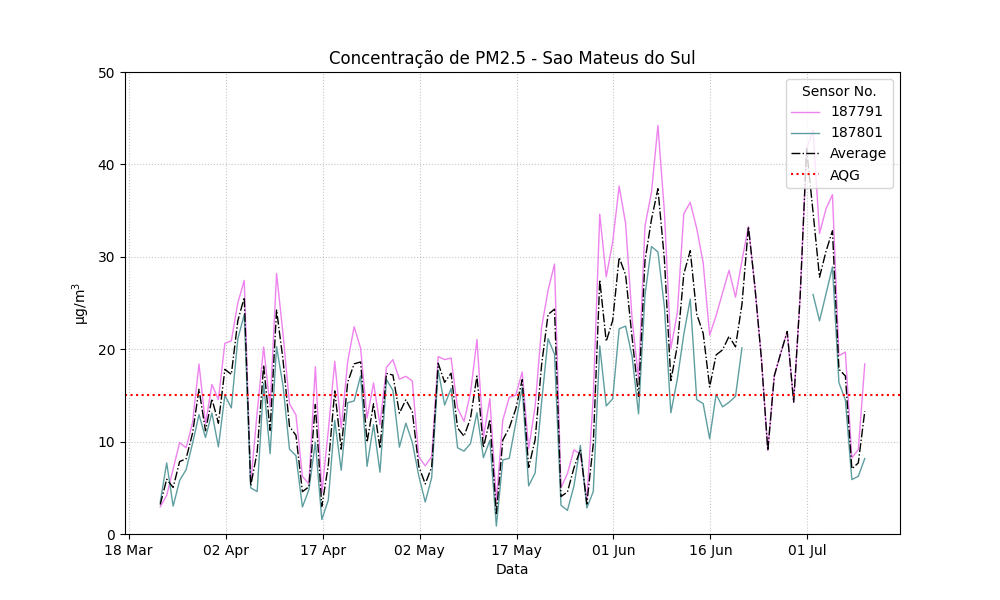 Concentração de PM2.5 - Sao Mateus do Sul
Sensor No.
187791
187801
Average
AQG
µg/m³
50
40
30
20
10
0
18 Mar
02 Apr
17 Apr
02 May
17 May
01 Jun
16 Jun
01 Jul
Data